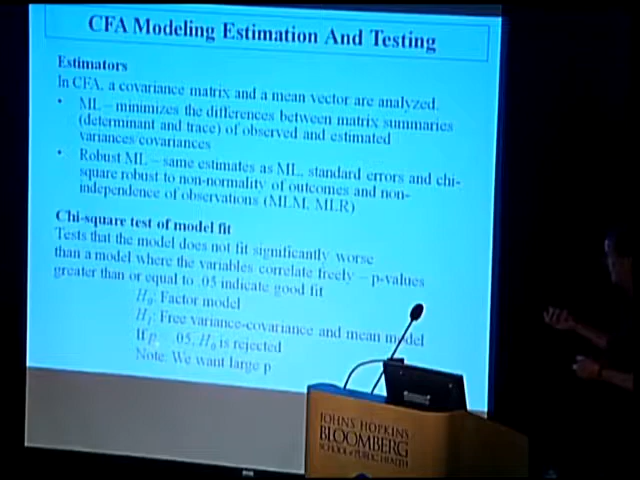 CFA Modeling Estimation And Testing
Estimators
In CFA, a covariance matrix and a mean vector are analyzed.
• ML – minimizes the differences between matrix summaries
(determinant and trace) of observed and estimated
variances/covariances
• Robust ML – same estimates as ML, standard errors and chi-
square robust to non-normality of outcomes and non-
independence of observations (MLM, MLR)
Chi-square test of model fit
Tests that the model does not fit significantly worse
than a model where the variables correlate freely – p-values
greater than or equal to .05 indicate good fit
H0: Factor model
H1: Free variance-covariance and mean model
If p .05, H0 is rejected
Note: We want large p
JOHNS HOPKINS
BLOOMBERG
SCHOOL of PUBLIC HEALTH